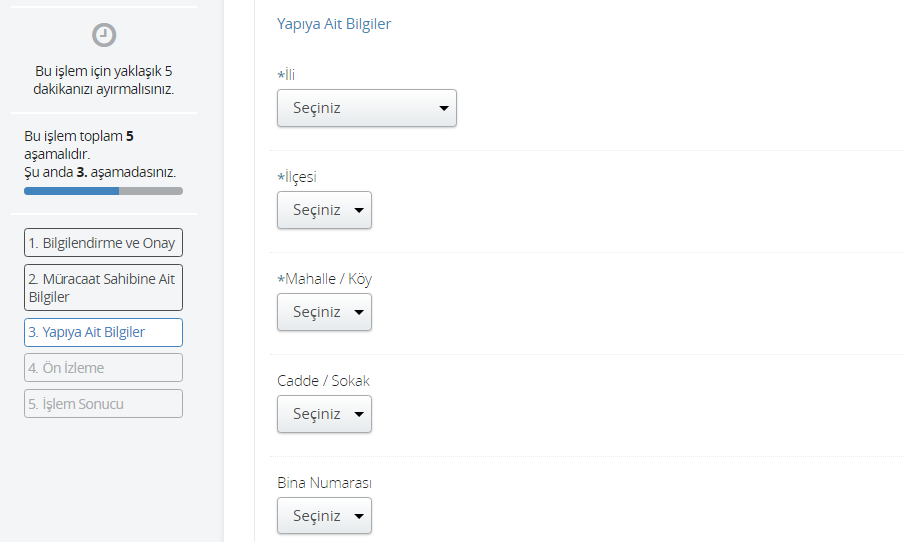 Bu işlem için yaklaşık 5
dakikanızı ayırmalısınız.
Bu işlem toplam 5
aşamalıdır.
Şu anda 3. aşamadasınız.
1. Bilgilendirme ve Onay
2. Müracaat Sahibine Ait
Bilgiler
3. Yapıya Ait Bilgiler
4. Ön İzleme
5. İşlem Sonucu
Yapıya Ait Bilgiler
*İli
Seçiniz
*İlçesi
Seçiniz
*Mahalle / Köy
Seçiniz
Cadde / Sokak
Seçiniz
Bina Numarası
Seçiniz